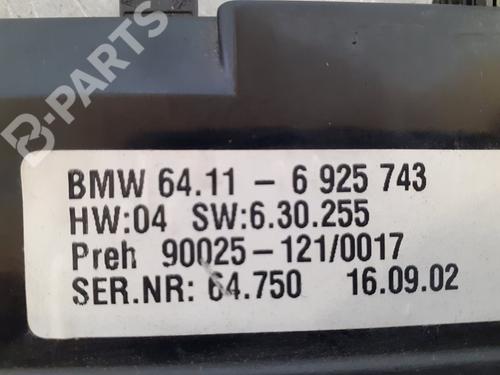 B-PARTS
BMW 64.11 - 6 925 743
HW:04 SW:6.30.255
Preh 90025-121/0017
SER.NR: 64.750 16.09.02